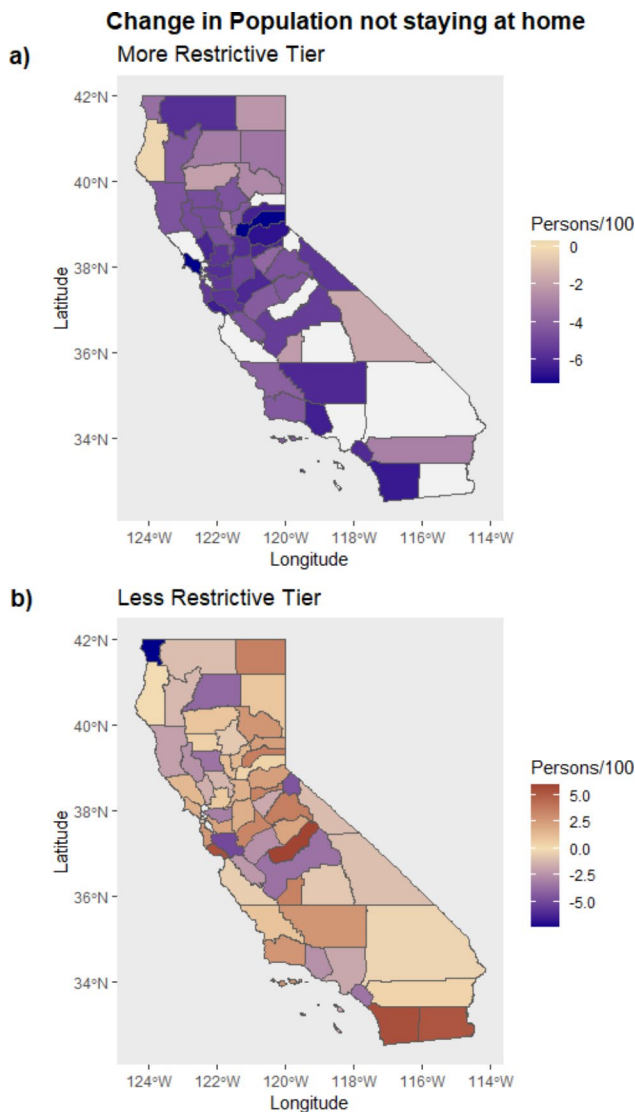 Change in Population not staying at home
a) More Restrictive Tier
42°N
40°N
38°N
36°N
34°N
Latitude
124°W 122°W 120°W 118°W 116°W 114°W
Longitude
Persons/100
0
-2
-4
-6
b) Less Restrictive Tier
42°N
40°N
38°N
36°N
34°N
Latitude
124°W 122°W 120°W 118°W 116°W 114°W
Longitude
Persons/100
5.0
2.5
0.0
-2.5
-5.0